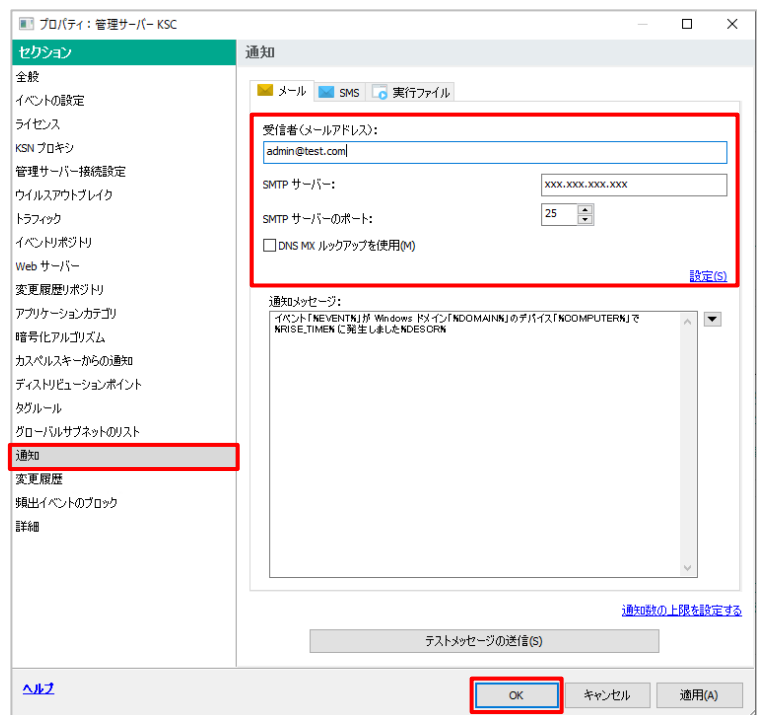 プロパティ：管理サーバー KSC
セクション
全般
イベントの設定
ライセンス
KSN プロキシ
管理サーバー接続設定
ウイルスアウトブレイク
トラフィック
イベントリポジトリ
Web サーバー
変更履歴リポジトリ
アプリケーションカテゴリ
暗号化アルゴリズム
カスペルスキーからの通知
ディストリビューションポイント
タグルール
グローバルサブネットのリスト
通知
変更履歴
頻出イベントのブロック
詳細
通知
メール SMS 実行ファイル
受信者（メールアドレス）：
admin@test.com
SMTP サーバー： xxx.xxx.xxx.xxx
SMTP サーバーのポート： 25
DNS MX ルックアップを使用(M)
設定(S)
通知メッセージ：
イベント「%EVENT%」が Windows ドメイン「%DOMAIN%」のデバイス「%COMPUTER%」で
%RISE_TIME% に発生しました%DESCR%
通知数の上限を設定する
テストメッセージの送信(S)
ヘルプ
OK キャンセル 適用(A)